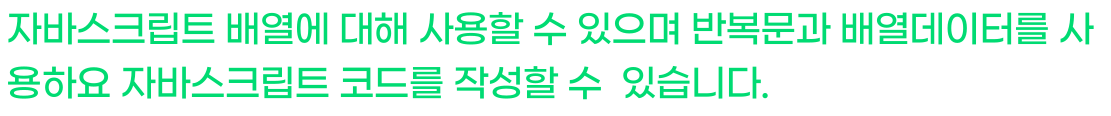 자바스크립트 배열에 대해 사용할 수 있으며 반복문과 배열데이터를 사
용하요 자바스크립트 코드를 작성할 수  있습니다.